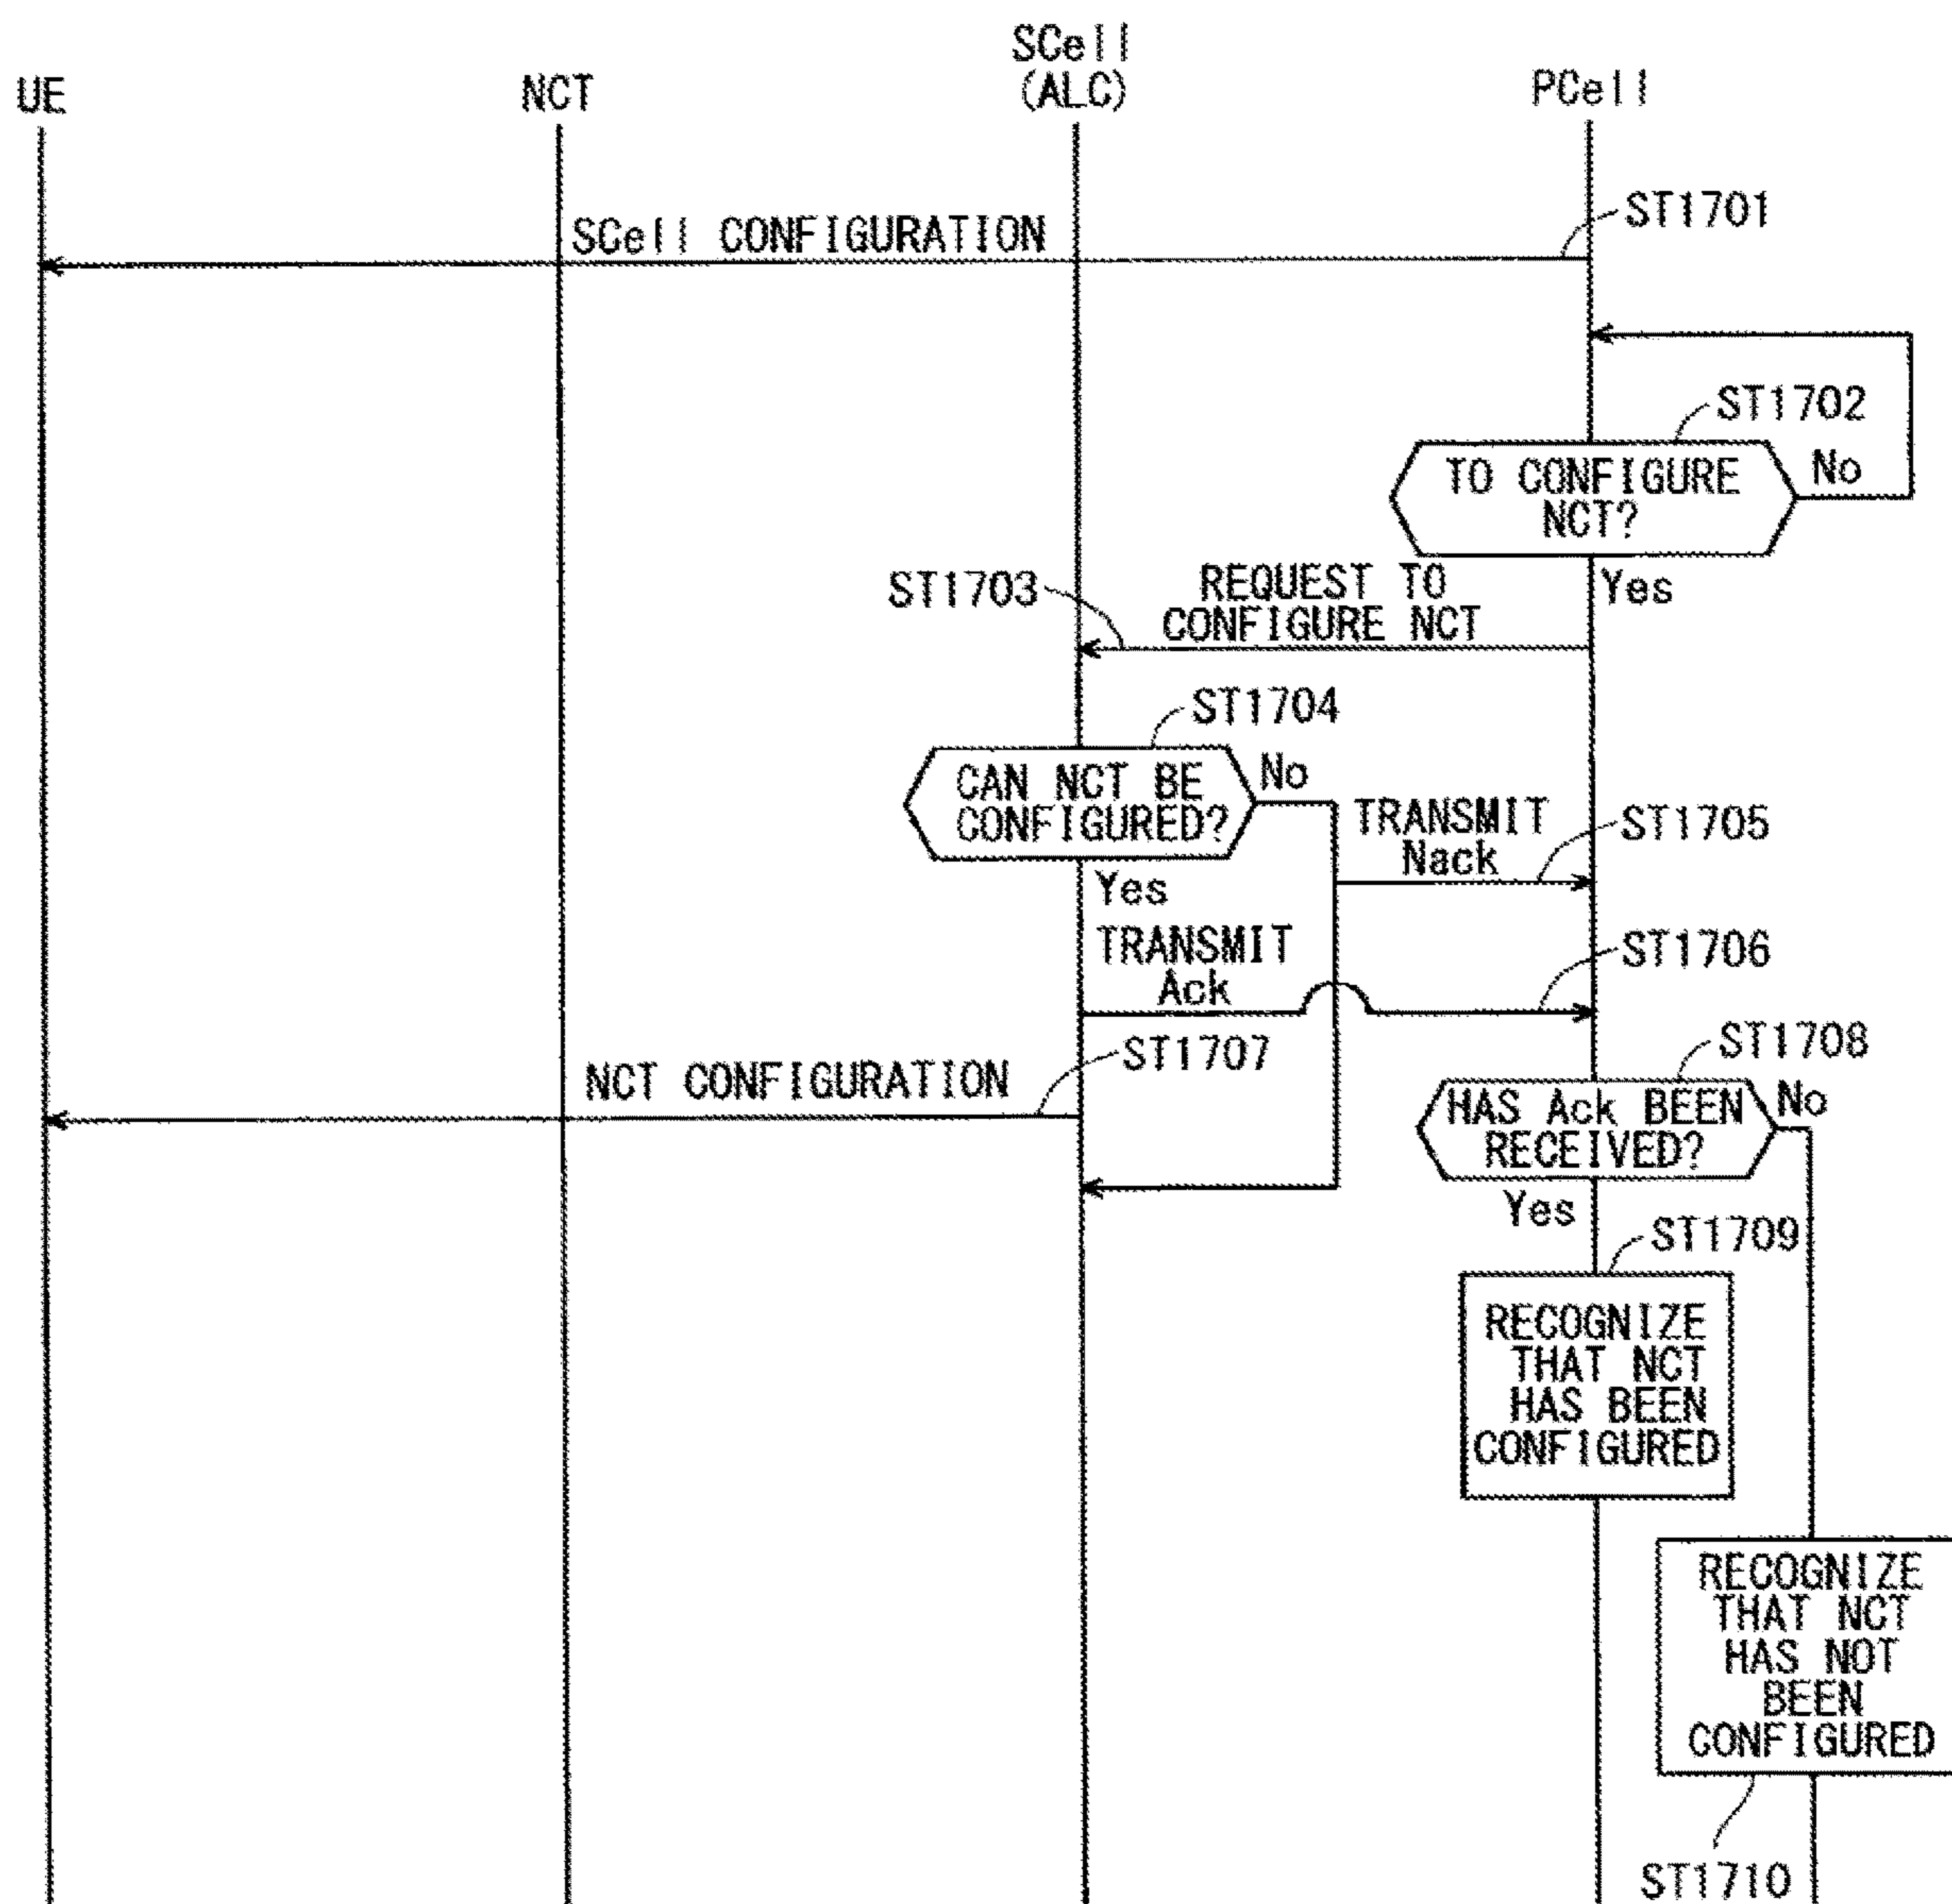 UE
NCT
SCell
(ALC)
PCell
ST1701
SCell CONFIGURATION
ST1702
TO CONFIGURE
NCT?
No
Yes
ST1703
REQUEST TO
CONFIGURE NCT
ST1704
CAN NCT BE
CONFIGURED?
No
Yes
TRANSMIT
Nack
ST1705
TRANSMIT
Ack
ST1706
NCT CONFIGURATION
ST1707
ST1708
HAS Ack BEEN
RECEIVED?
No
Yes
ST1709
RECOGNIZE
THAT NCT
HAS BEEN
CONFIGURED
RECOGNIZE
THAT NCT
HAS NOT
BEEN
CONFIGURED
ST1710